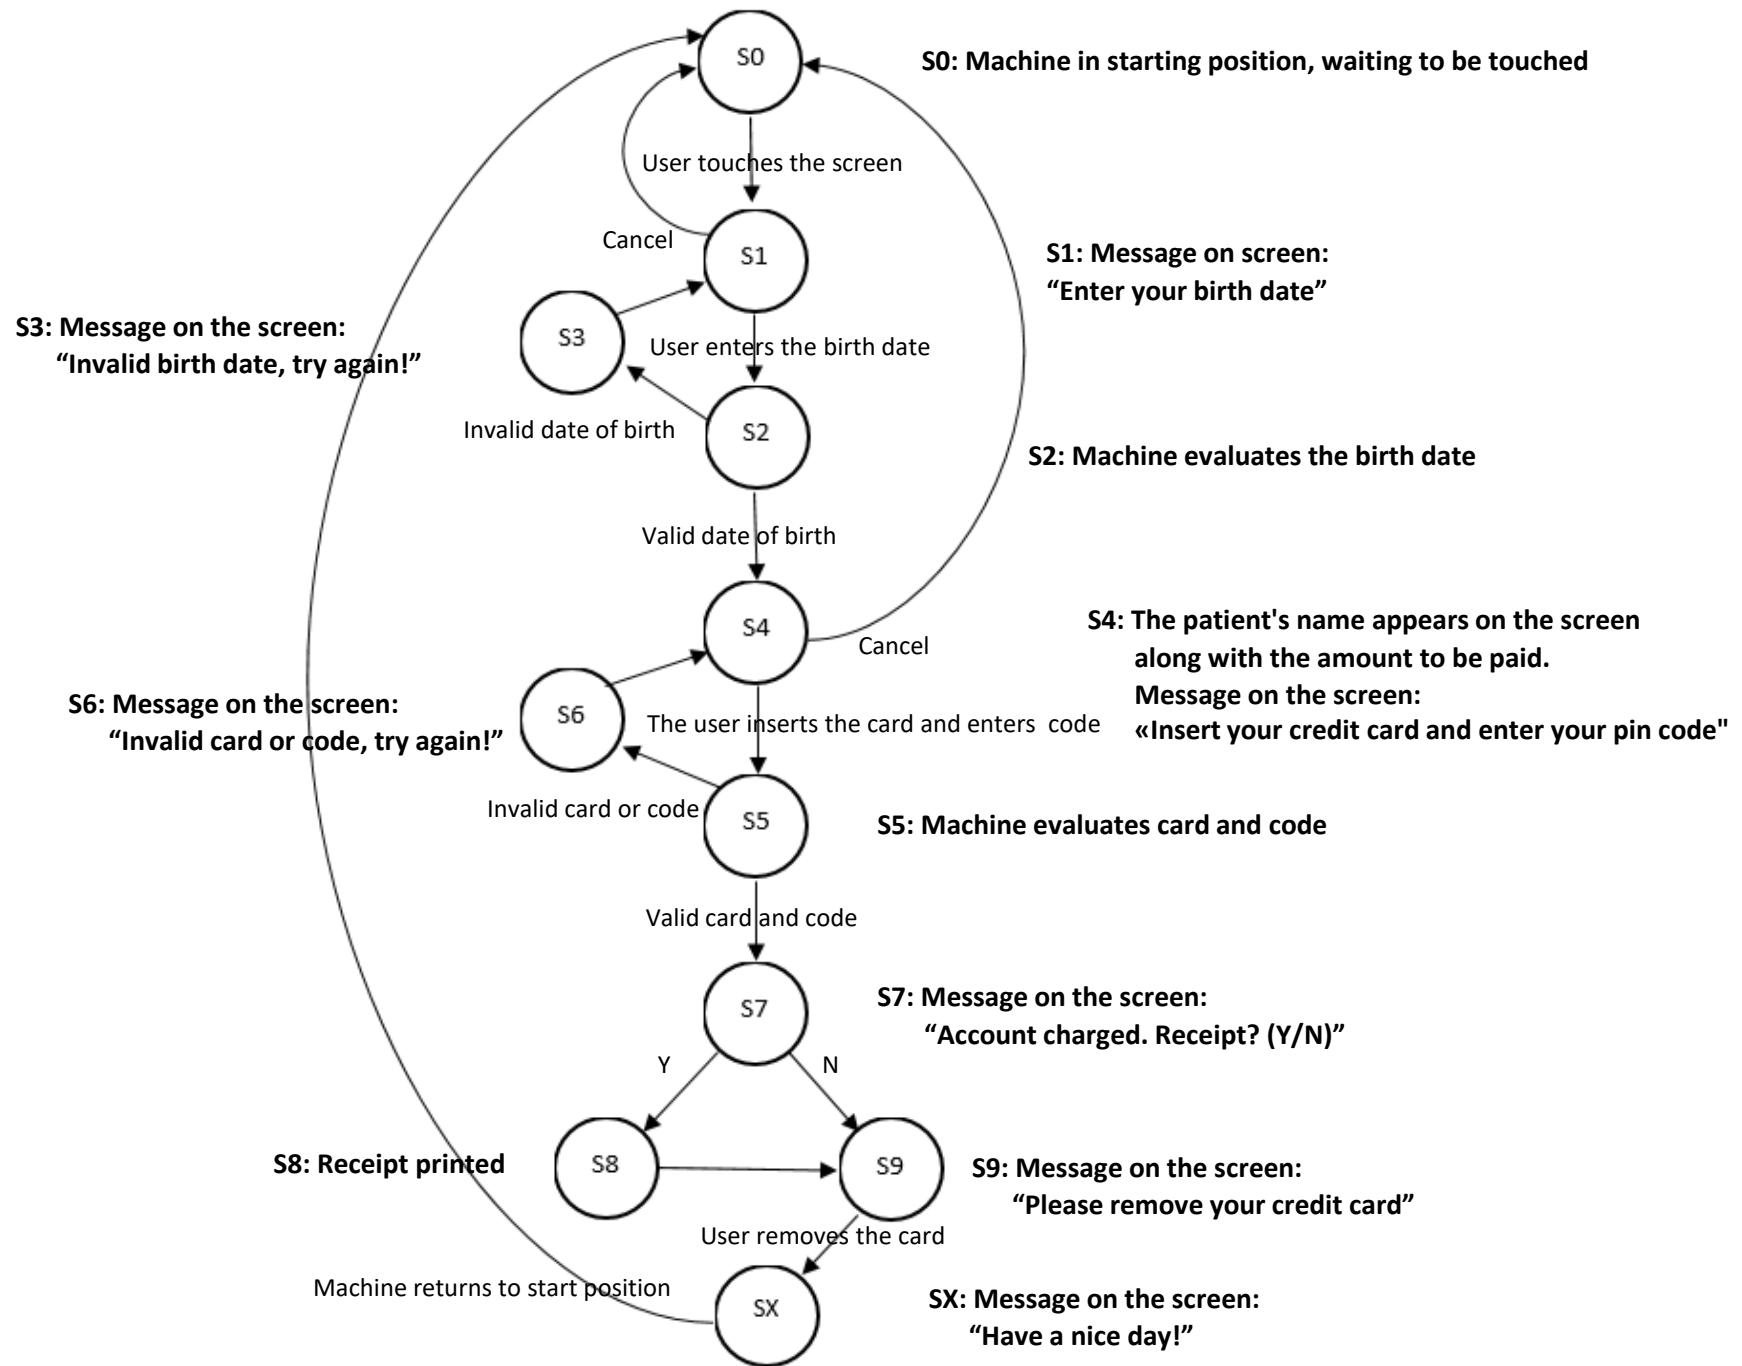 S0
S0: Machine in starting position, waiting to be touched
User touches the screen
Cancel
S1
S1: Message on screen:
“Enter your birth date”
S3: Message on the screen:
“Invalid birth date, try again!”
S3
User enters the birth date
Invalid date of birth
S2
S2: Machine evaluates the birth date
Valid date of birth
S4
Cancel
S4: The patient's name appears on the screen
along with the amount to be paid.
Message on the screen:
«Insert your credit card and enter your pin code"
S6: Message on the screen:
“Invalid card or code, try again!”
S6
The user inserts the card and enters  code
Invalid card or code
S5
S5: Machine evaluates card and code
Valid card and code
S7
S7: Message on the screen:
“Account charged. Receipt? (Y/N)”
Y
N
S8: Receipt printed
S8
S9
S9: Message on the screen:
“Please remove your credit card”
User removes the card
Machine returns to start position
SX
SX: Message on the screen:
“Have a nice day!”